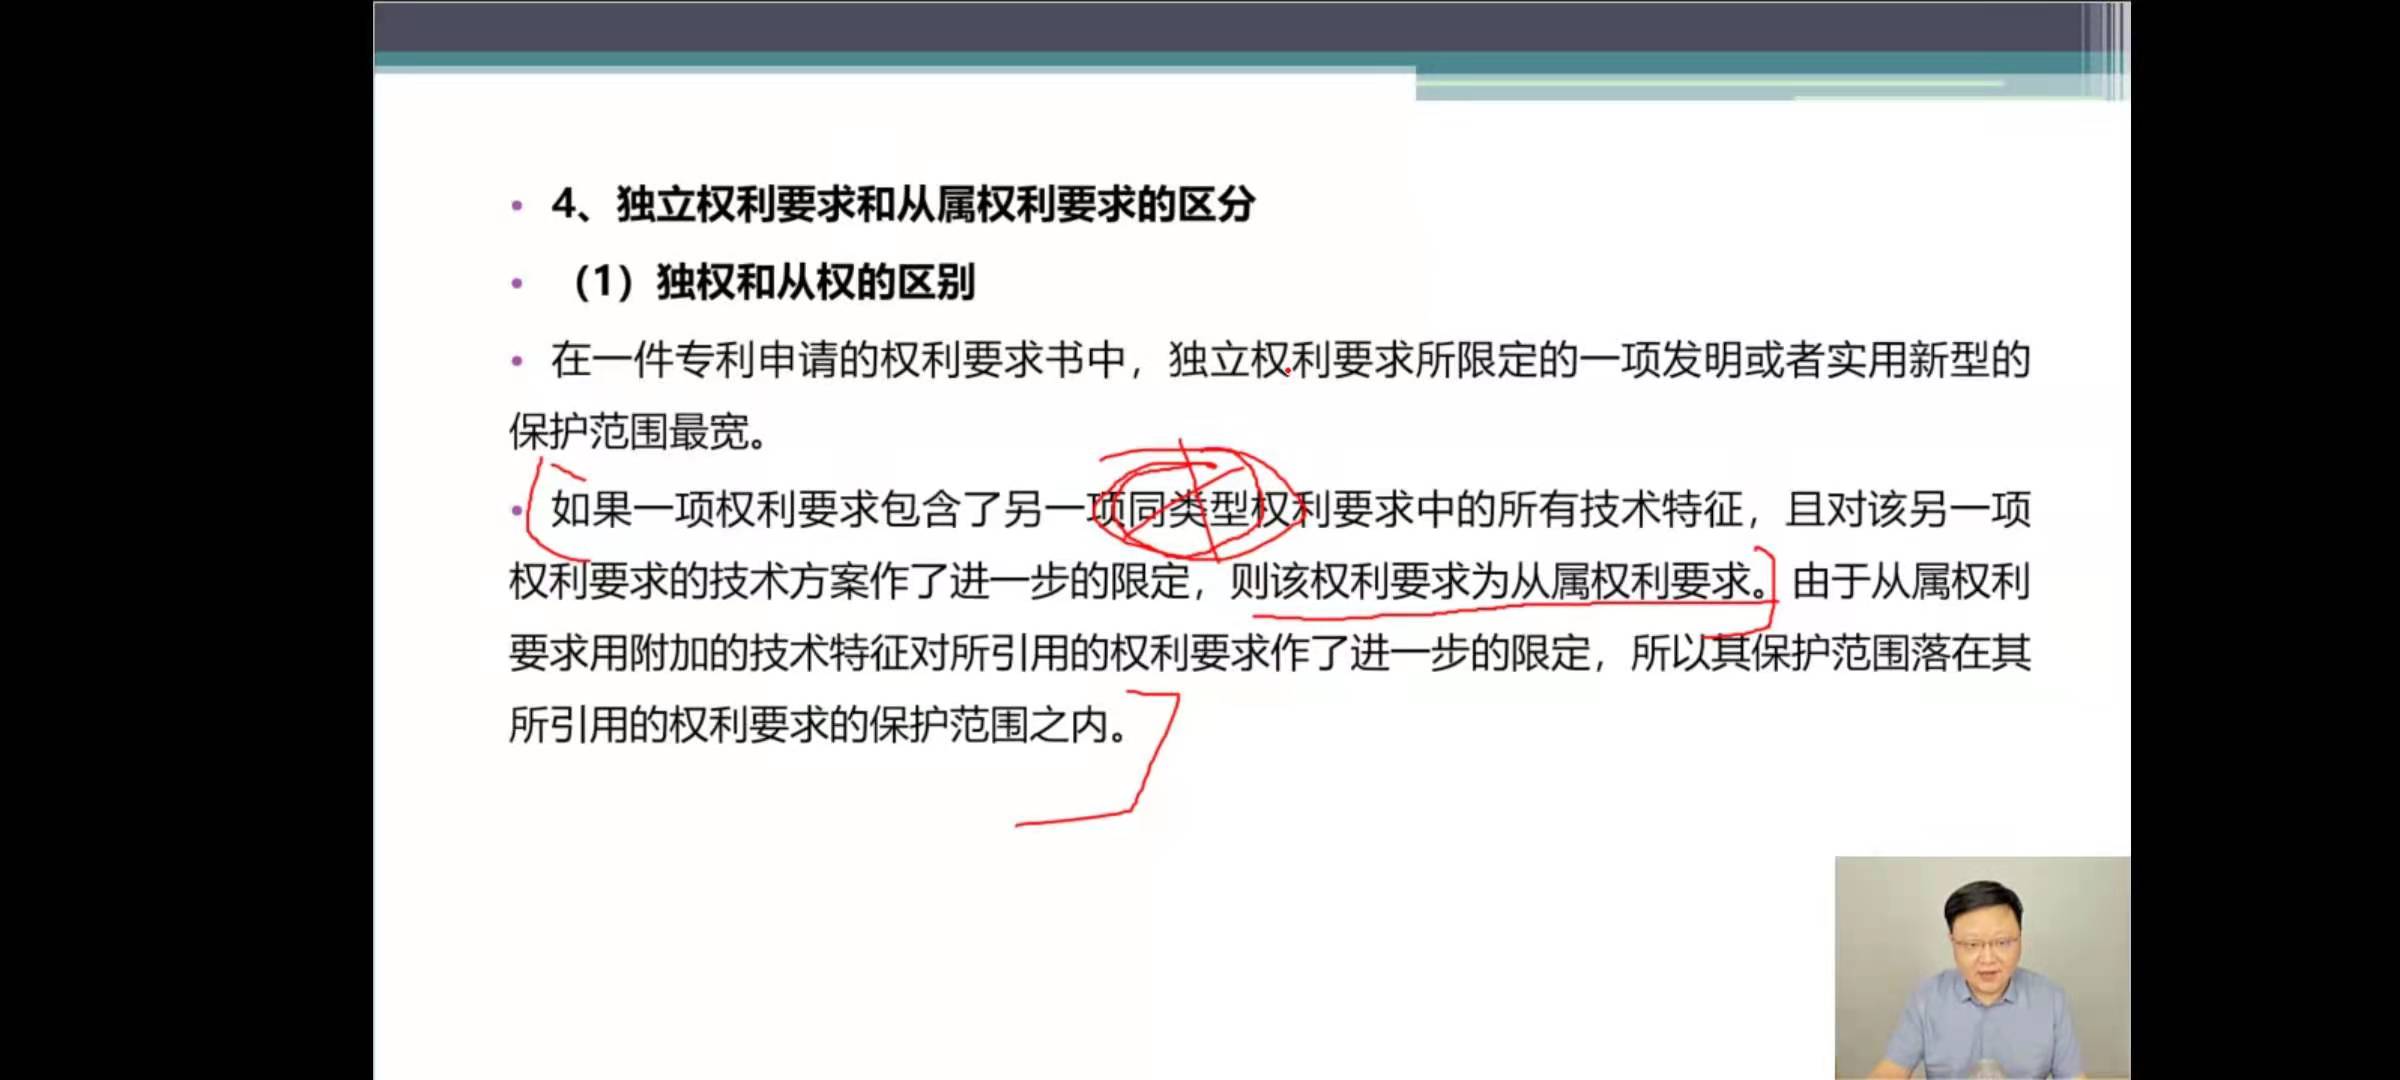 4、独立权利要求和从属权利要求的区分
（1）独权和从权的区别
在一件专利申请的权利要求书中，独立权利要求所限定的一项发明或者实用新型的
保护范围最宽。
如果一项权利要求包含了另一项同类型权利要求中的所有技术特征，且对该另一项
权利要求的技术方案作了进一步的限定，则该权利要求为从属权利要求。由于从属权利
要求用附加的技术特征对所引用的权利要求作了进一步的限定，所以其保护范围落在其
所引用的权利要求的保护范围之内。